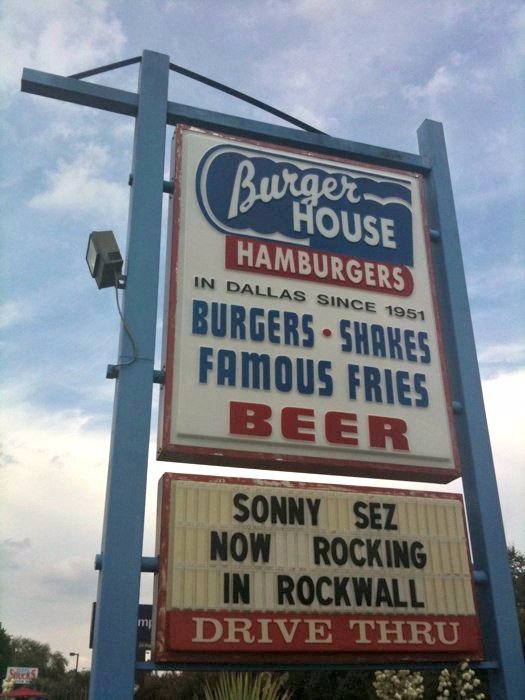 Burger
HOUSE
HAMBURGERS
IN DALLAS SINCE 1951
BURGERS • SHAKES
FAMOUS FRIES
BEER
SONNY SEZ
NOW ROCKING
IN ROCKWALL
DRIVE THRU